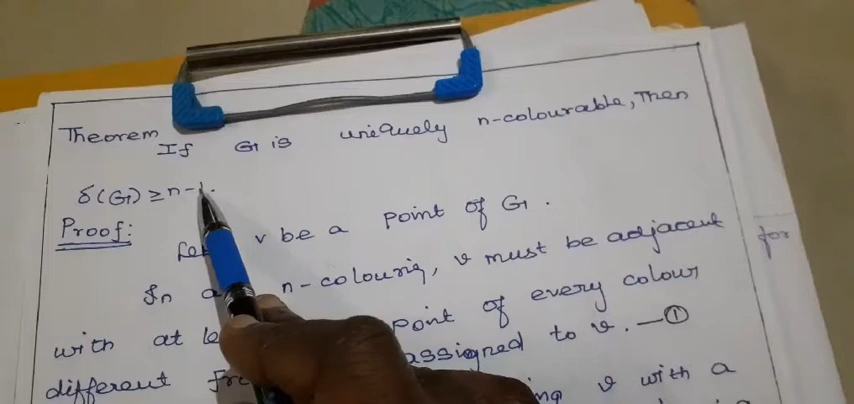 Theorem
If G is uniquely n-colourable, Then
δ(G) ≥ n-1.
Proof:
v be a point of G.
In a n-colouring, v must be adjacent
with at point of every colour
different assigned to v. —①
v with a
for